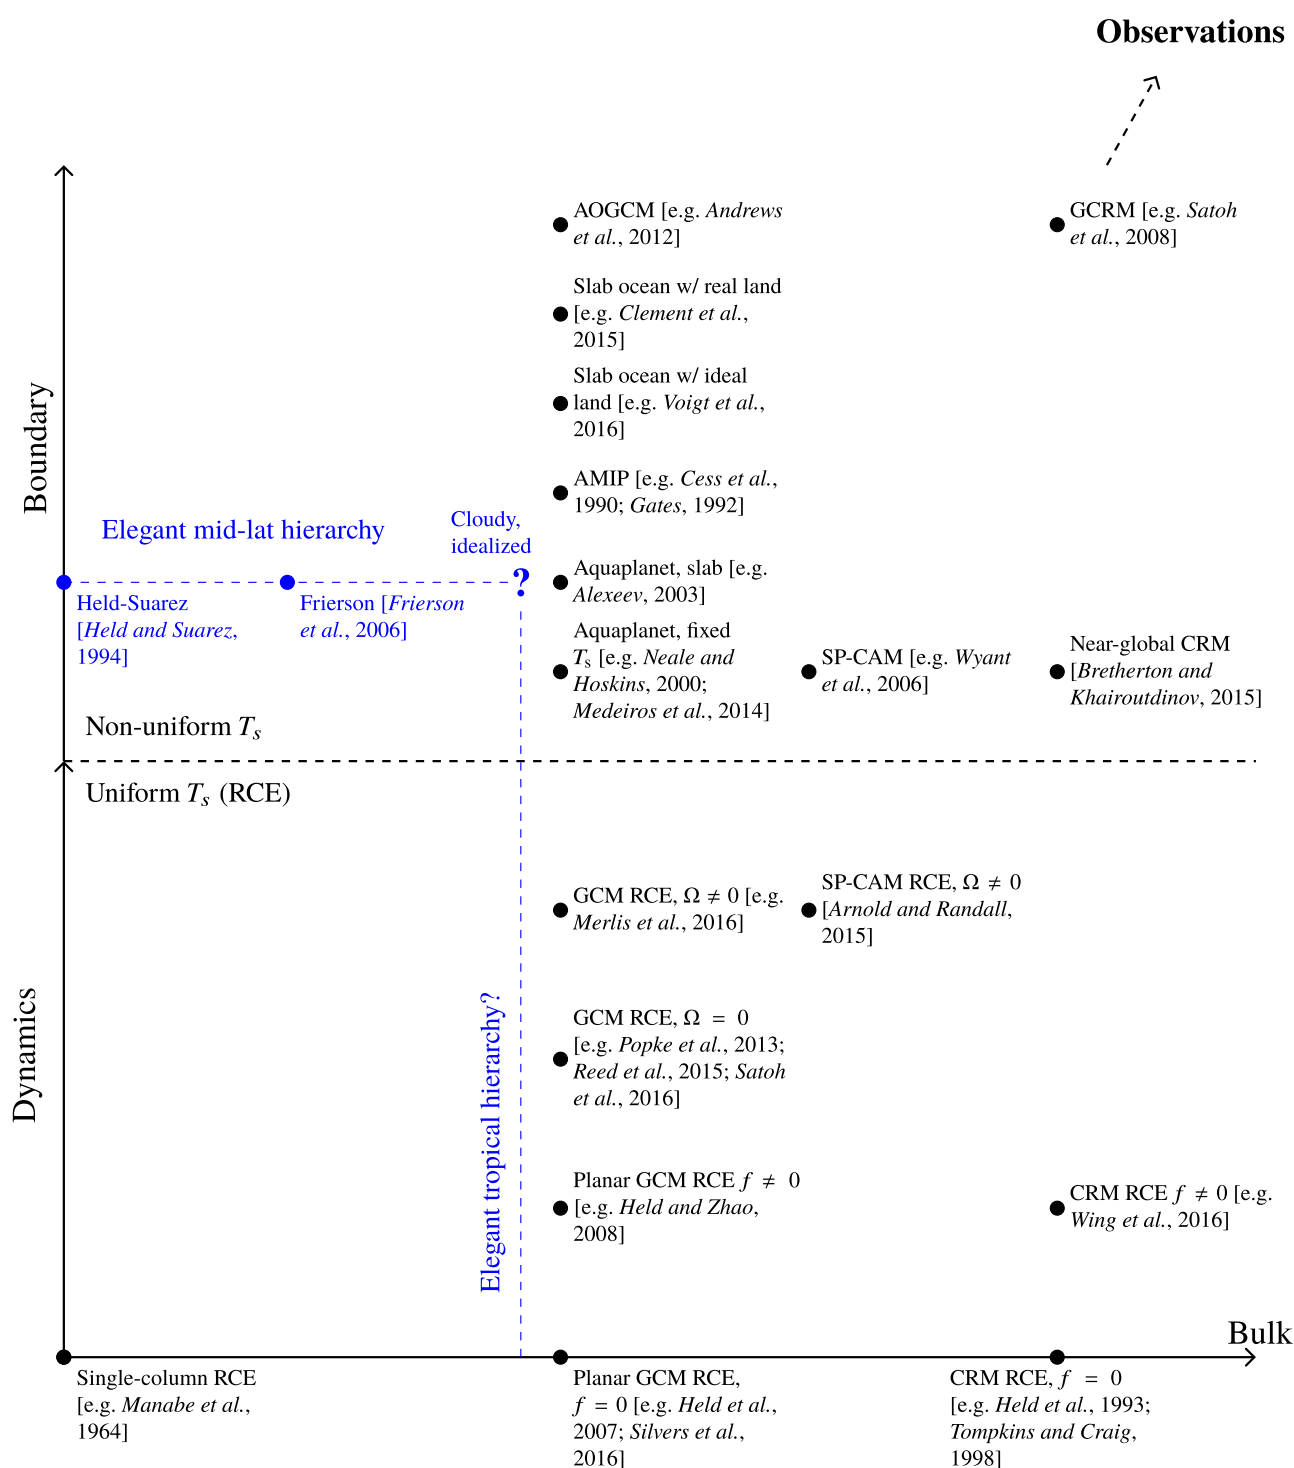 Observations
AOGCM [e.g. Andrews
et al., 2012]
GCRM [e.g. Satoh
et al., 2008]
Slab ocean w/ real land
[e.g. Clement et al.,
2015]
Slab ocean w/ ideal
land [e.g. Voigt et al.,
2016]
Boundary
AMIP [e.g. Cess et al.,
1990; Gates, 1992]
Elegant mid-lat hierarchy
Cloudy,
idealized
?
Held-Suarez
[Held and Suarez,
1994]
Frierson [Frierson
et al., 2006]
Aquaplanet, slab [e.g.
Alexeev, 2003]
Aquaplanet, fixed
Ts [e.g. Neale and
Hoskins, 2000;
Medeiros et al., 2014]
SP-CAM [e.g. Wyant
et al., 2006]
Near-global CRM
[Bretherton and
Khairoutdinov, 2015]
Non-uniform Ts
Uniform Ts (RCE)
GCM RCE, Ω ≠ 0 [e.g.
Merlis et al., 2016]
SP-CAM RCE, Ω ≠ 0
[Arnold and Randall,
2015]
Dynamics
Elegant tropical hierarchy?
GCM RCE, Ω = 0
[e.g. Popke et al., 2013;
Reed et al., 2015; Satoh
et al., 2016]
Planar GCM RCE f ≠ 0
[e.g. Held and Zhao,
2008]
CRM RCE f ≠ 0 [e.g.
Wing et al., 2016]
Bulk
Single-column RCE
[e.g. Manabe et al.,
1964]
Planar GCM RCE,
f = 0 [e.g. Held et al.,
2007; Silvers et al.,
2016]
CRM RCE, f = 0
[e.g. Held et al., 1993;
Tompkins and Craig,
1998]